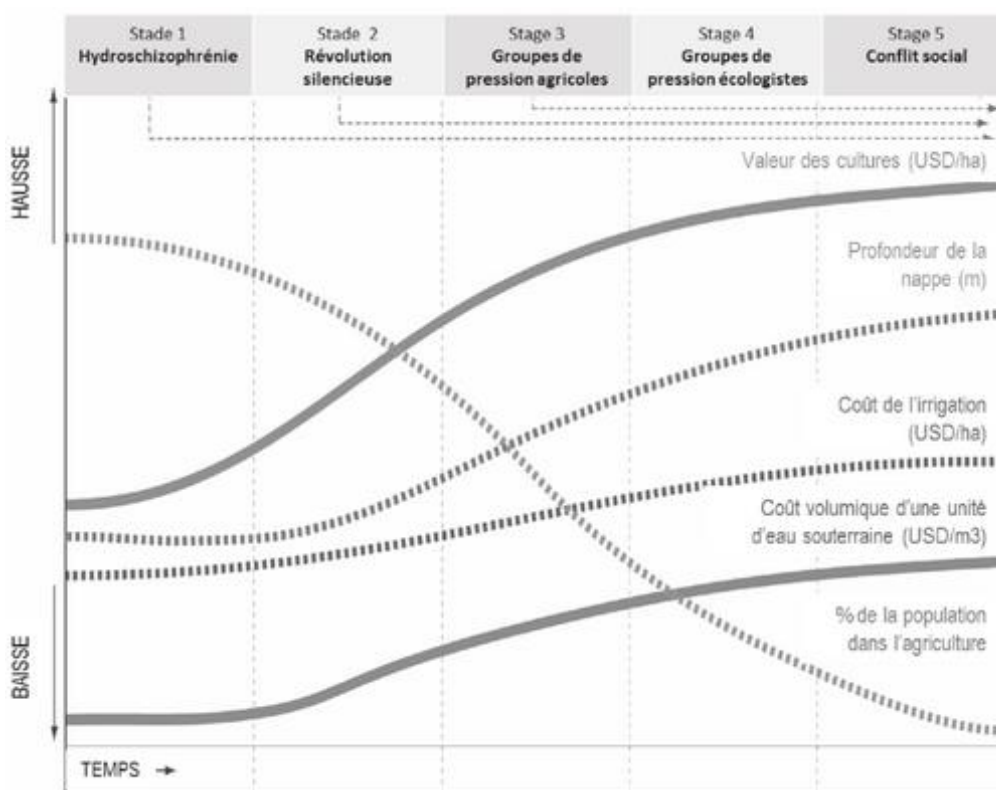 Stade 1
Hydroschizophrénie
Stade 2
Révolution
silencieuse
Stage 3
Groupes de
pression agricoles
Stage 4
Groupes de
pression écologistes
Stage 5
Conflit social
HAUSSE
Valeur des cultures (USD/ha)
Profondeur de la
nappe (m)
Coût de l'irrigation
(USD/ha)
Coût volumique d'une unité
d'eau souterraine (USD/m3)
% de la population
dans l'agriculture
BAISSE
TEMPS →